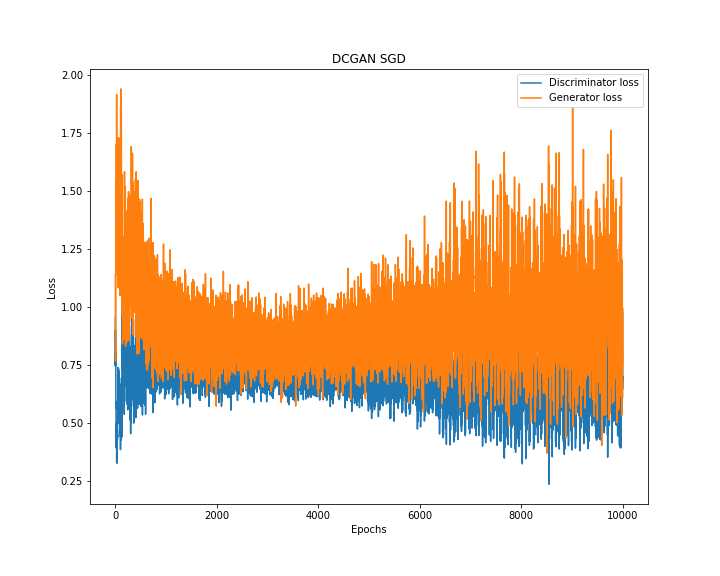 DCGAN SGD
Discriminator loss
Generator loss
2.00
1.75
1.50
1.25
1.00
0.75
0.50
0.25
Loss
0 2000 4000 6000 8000 10000
Epochs